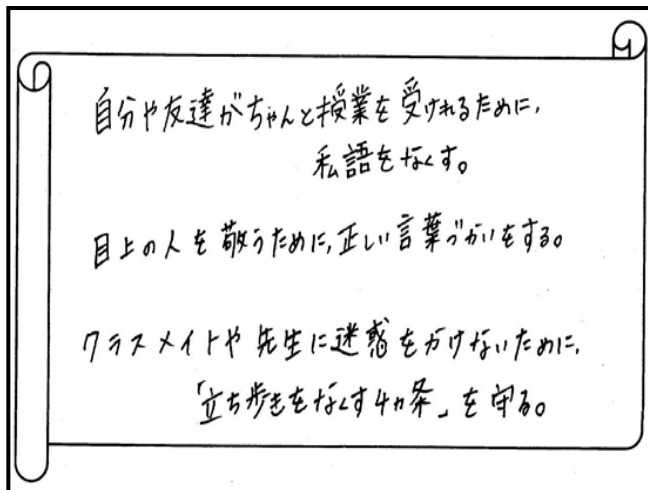 自分や友達がちゃんと授業を受けれるために、
私語をなくす。
目上の人を敬うために、正しい言葉づかいをする。
クラスメイトや先生に迷惑をかけないために、
「立ち歩きをなくす4カ条」を守る。